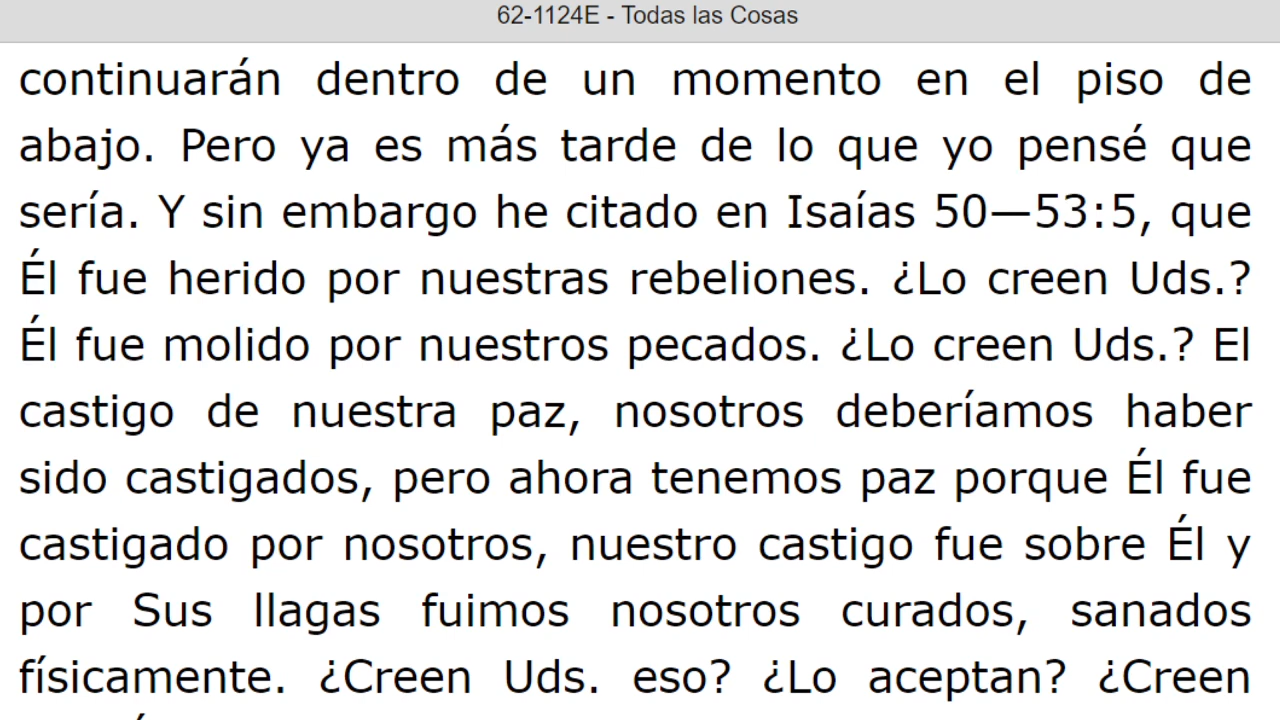 62-1124E - Todas las Cosas
continuarán dentro de un momento en el piso de
abajo. Pero ya es más tarde de lo que yo pensé que
sería. Y sin embargo he citado en Isaías 50—53:5, que
Él fue herido por nuestras rebeliones. ¿Lo creen Uds.?
Él fue molido por nuestros pecados. ¿Lo creen Uds.? El
castigo de nuestra paz, nosotros deberíamos haber
sido castigados, pero ahora tenemos paz porque Él fue
castigado por nosotros, nuestro castigo fue sobre Él y
por Sus llagas fuimos nosotros curados, sanados
físicamente. ¿Creen Uds. eso? ¿Lo aceptan? ¿Creen